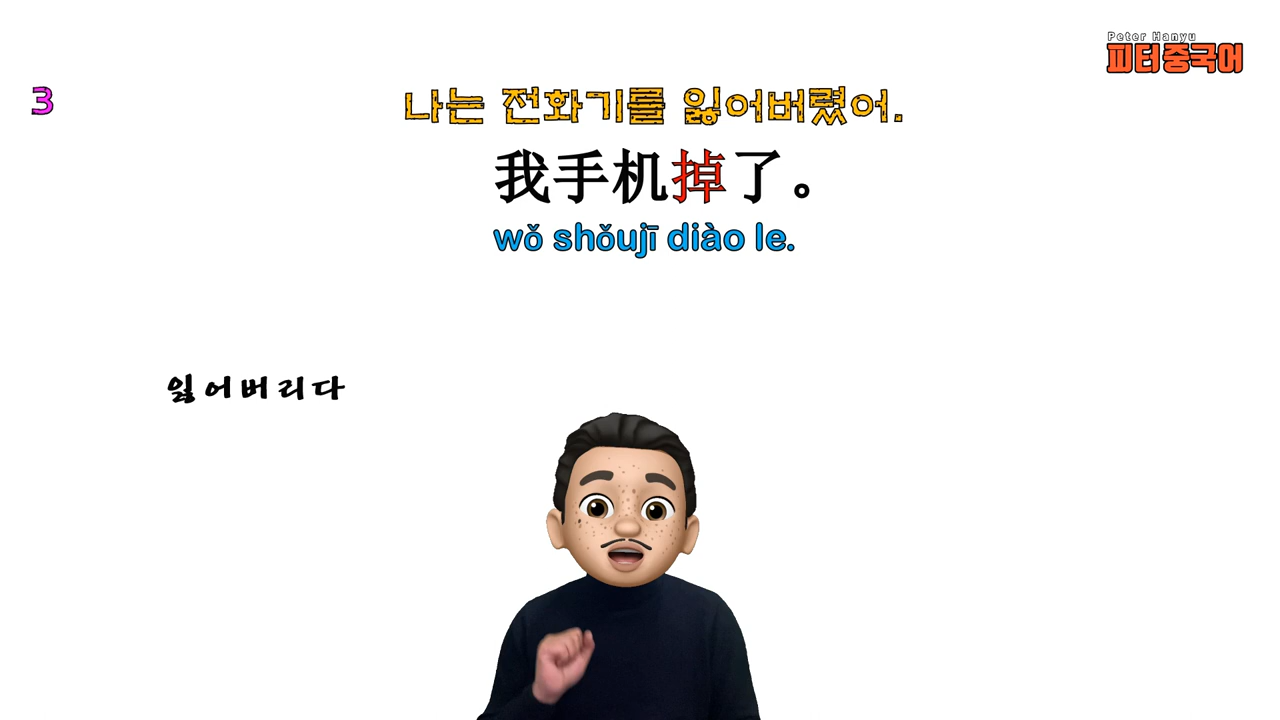 Peter Hanyu
피터 중국어
3
나는 전화기를 잃어버렸어.
我手机掉了。
wǒ shǒujī diào le.
잃어버리다